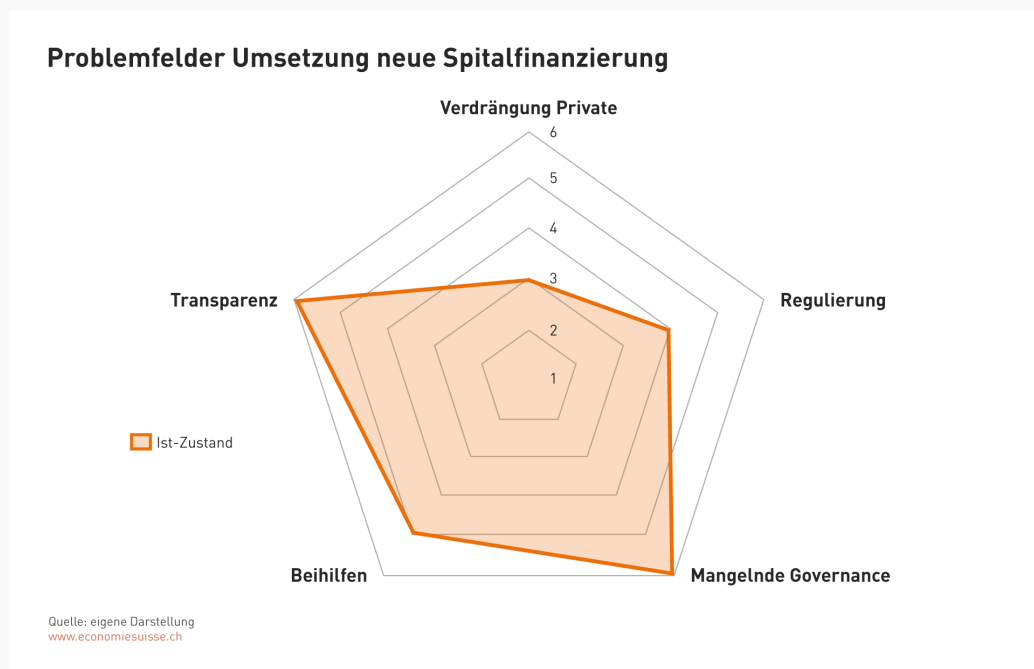 Problemfelder Umsetzung neue Spitalfinanzierung
Verdrängung Private
6
5
4
3
2
1
Transparenz
Regulierung
Ist-Zustand
Beihilfen
Mangelnde Governance
Quelle: eigene Darstellung
www.economiesuisse.ch